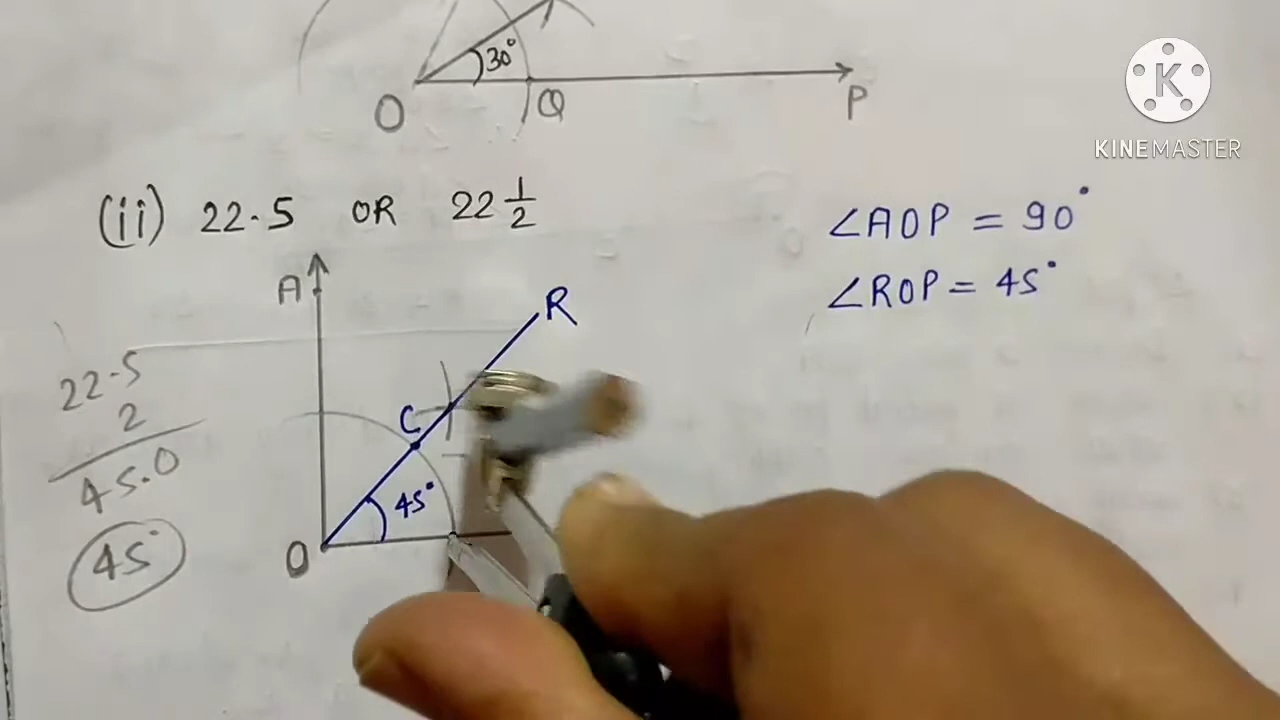 30°
O
Q
P
K
KINEMASTER
(ii) 22.5 OR 22 1/2
∠AOP = 90°
∠ROP = 45°
A
R
22.5
2
45.0
45°
C
45°
O